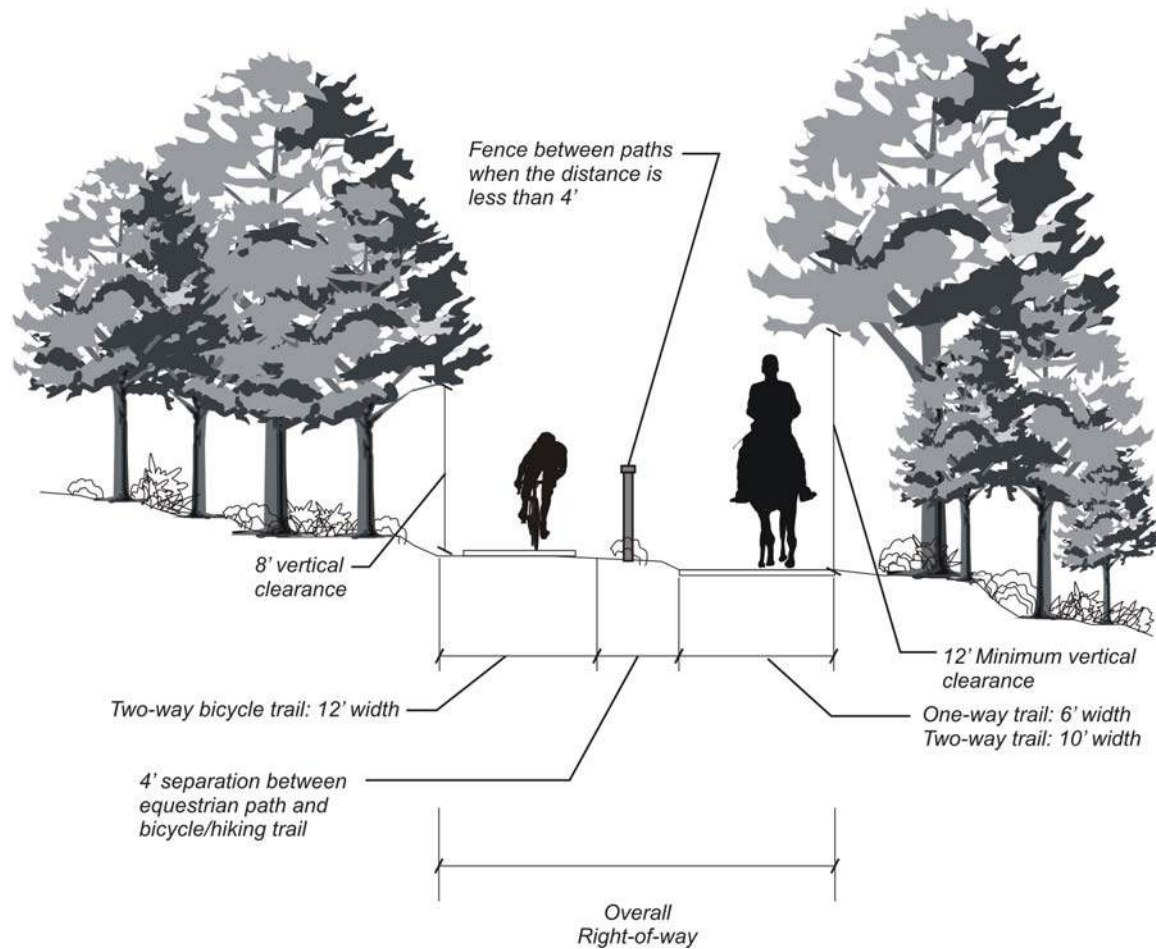 Fence between paths
when the distance is
less than 4’
8’ vertical
clearance
12’ Minimum vertical
clearance
Two-way bicycle trail: 12’ width
One-way trail: 6’ width
Two-way trail: 10’ width
4’ separation between
equestrian path and
bicycle/hiking trail
Overall
Right-of-way